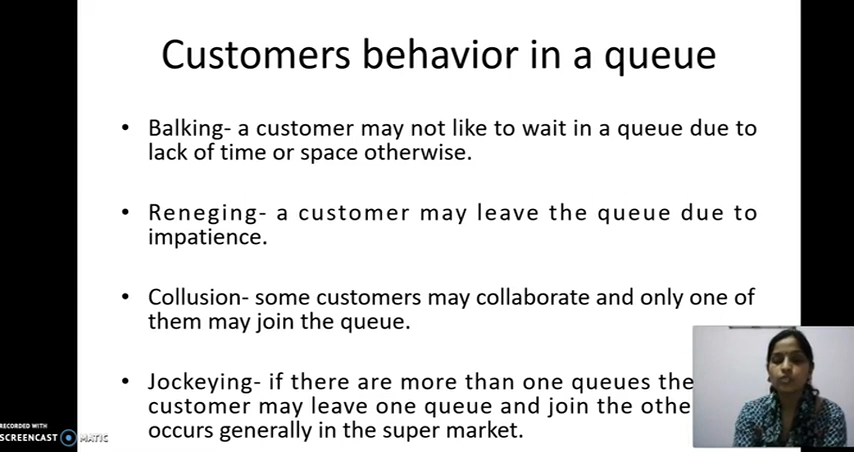 Customers behavior in a queue
• Balking- a customer may not like to wait in a queue due to
lack of time or space otherwise.
• Reneging- a customer may leave the queue due to
impatience.
• Collusion- some customers may collaborate and only one of
them may join the queue.
• Jockeying- if there are more than one queues
customer may leave one queue and join the
occurs generally in the super market.
RECORDED WITH
SCREENCAST MATIC